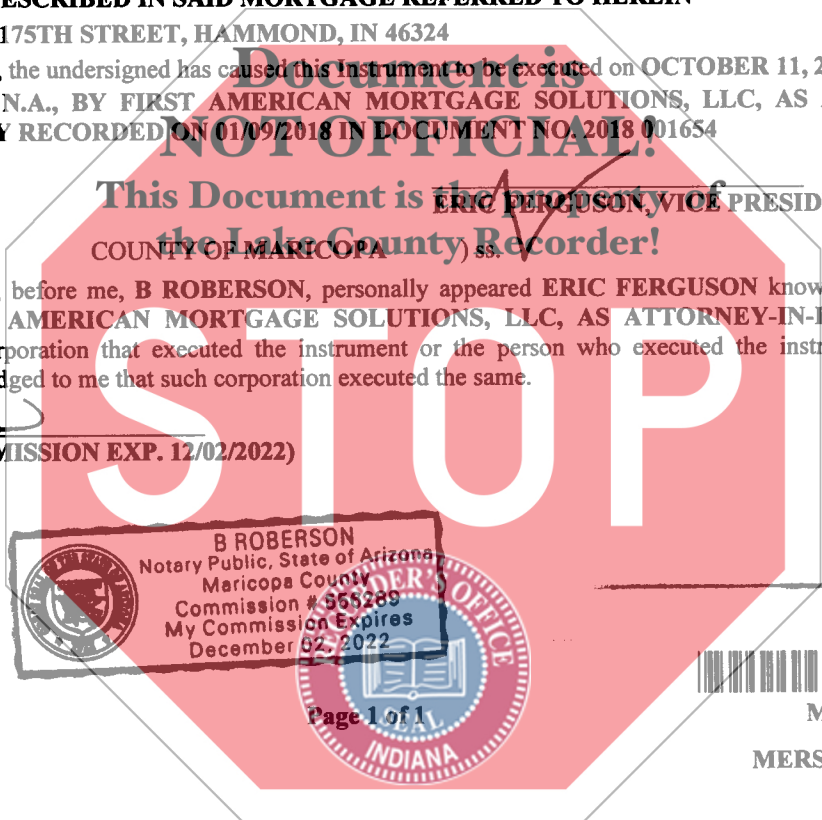 ESCRIBED IN SAID MORTGAGE REFERRED TO HEREIN
175TH STREET, HAMMOND, IN 46324
Document is
, the undersigned has caused this Instrument to be executed on OCTOBER 11, 2
N.A., BY FIRST AMERICAN MORTGAGE SOLUTIONS, LLC, AS
Y RECORDED ON 01/09/2018 IN DOCUMENT NO. 2018 001654
NOT OFFICIAL!
This Document is the property of
ERIC FERGUSON, VICE PRESID
the Lake County Recorder!
COUNTY OF MARICOPA ) ss.
before me, B ROBERSON, personally appeared ERIC FERGUSON know
AMERICAN MORTGAGE SOLUTIONS, LLC, AS ATTORNEY-IN-
rporation that executed the instrument or the person who executed the instr
dged to me that such corporation executed the same.
STOP
MISSION EXP. 12/02/2022)
B ROBERSON
Notary Public, State of Arizona
Maricopa County
Commission # 558289
My Commission Expires
December 02, 2022
RECORDER'S OFFICE
SEAL
INDIANA
Page 1 of 1
M
MERS